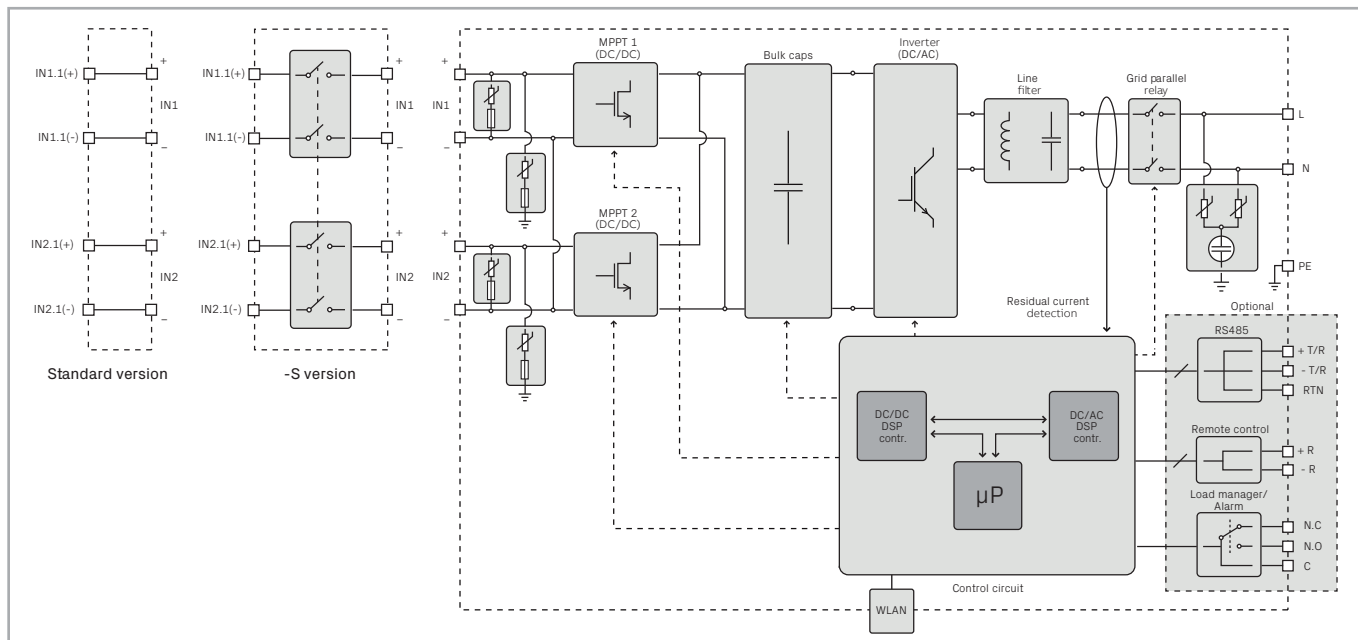 IN1.1(+)
+
IN1
IN1.1(-)
–
IN2.1(+)
+
IN2
IN2.1(-)
–
Standard version
IN1.1(+)
+
IN1
IN1.1(-)
–
IN2.1(+)
+
IN2
IN2.1(-)
–
-S version
+
IN1
–
+
IN2
–
MPPT 1
(DC/DC)
MPPT 2
(DC/DC)
Bulk caps
Inverter
(DC/AC)
Line
filter
Grid parallel
relay
L
N
PE
Residual current
detection
Optional
RS485
+ T/R
- T/R
RTN
Remote control
+ R
- R
Load manager/
Alarm
N.C
N.O
C
DC/DC
DSP
contr.
DC/AC
DSP
contr.
µP
Control circuit
WLAN